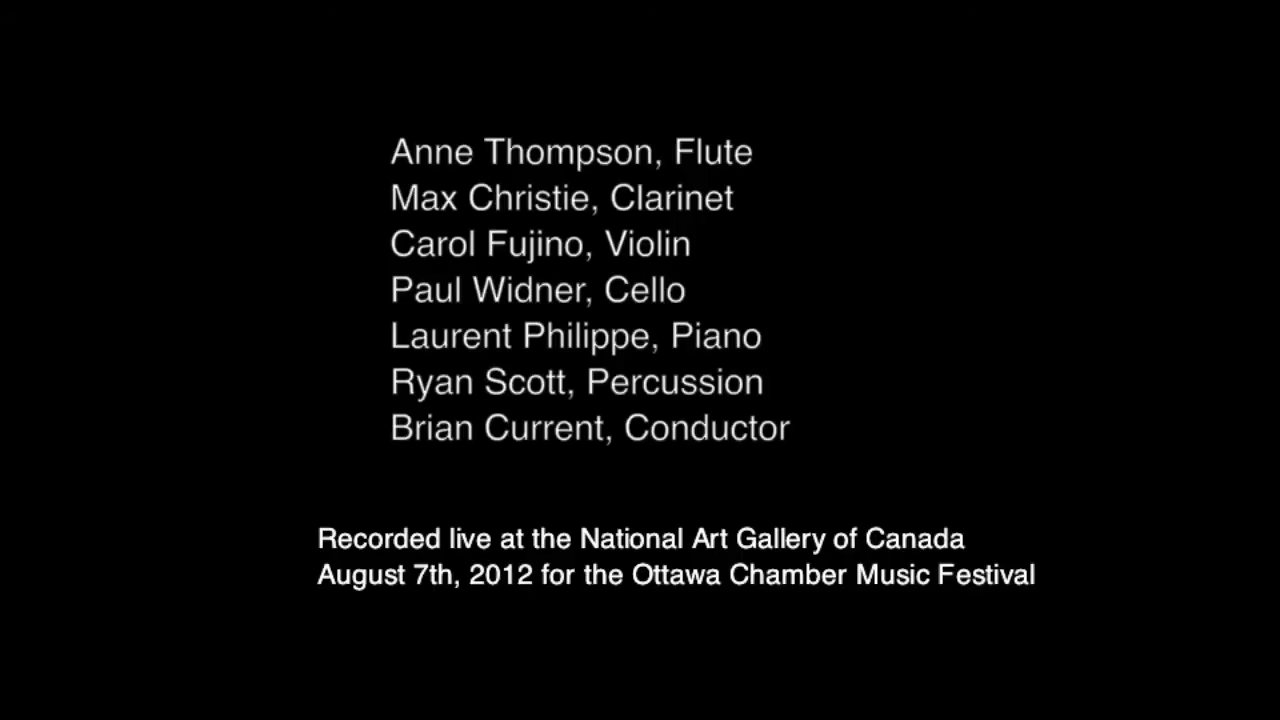 Anne Thompson, Flute
Max Christie, Clarinet
Carol Fujino, Violin
Paul Widner, Cello
Laurent Philippe, Piano
Ryan Scott, Percussion
Brian Current, Conductor
Recorded live at the National Art Gallery of Canada
August 7th, 2012 for the Ottawa Chamber Music Festival